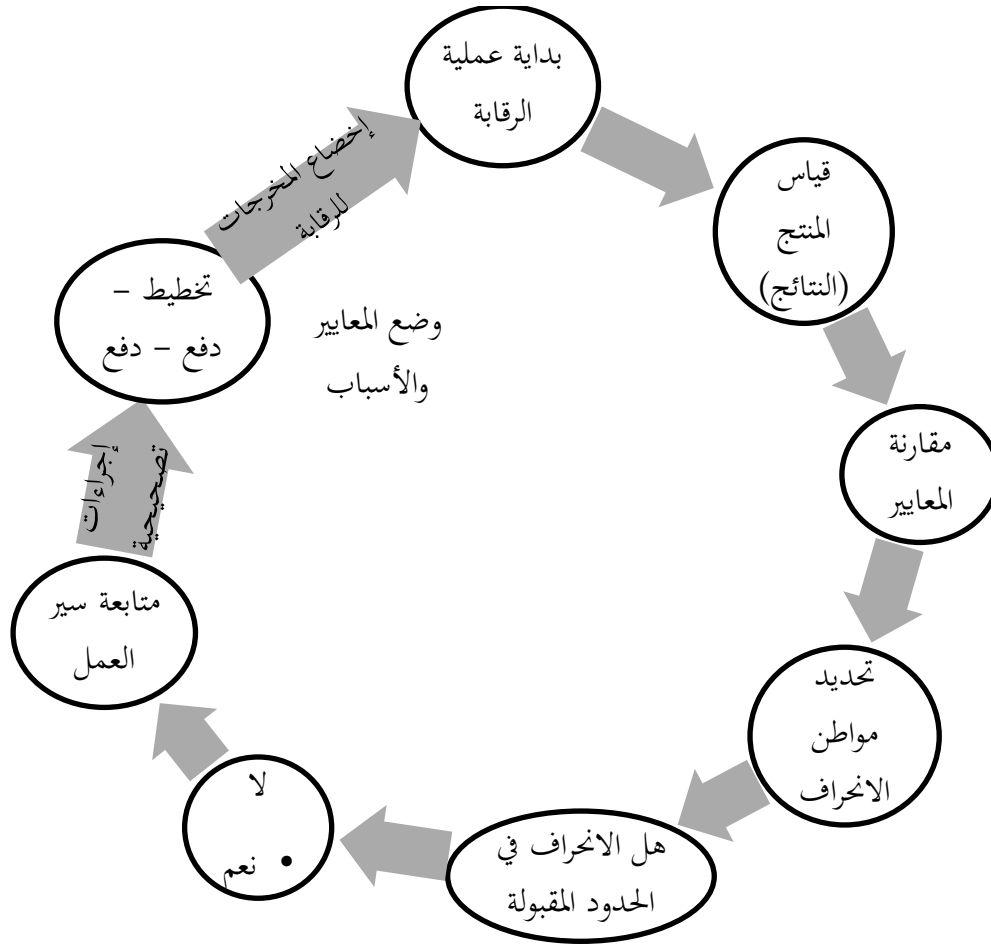 بداية عملية
الرقابة
قياس
المنتج
(النتائج)
مقارنة
المعايير
تحديد
مواطن
الانحراف
هل الانحراف في
الحدود المقبولة
لا
• نعم
متابعة سير
العمل
إجراءات
تصحيحية
تخطيط –
دفع – دفع
إخضاع المخرجات
للرقابة
وضع المعايير
والأسباب